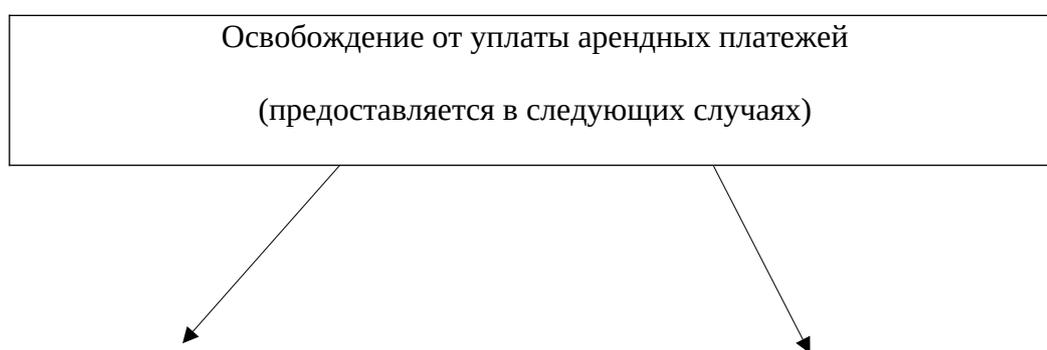 Освобождение от уплаты арендных платежей
(предоставляется в следующих случаях)